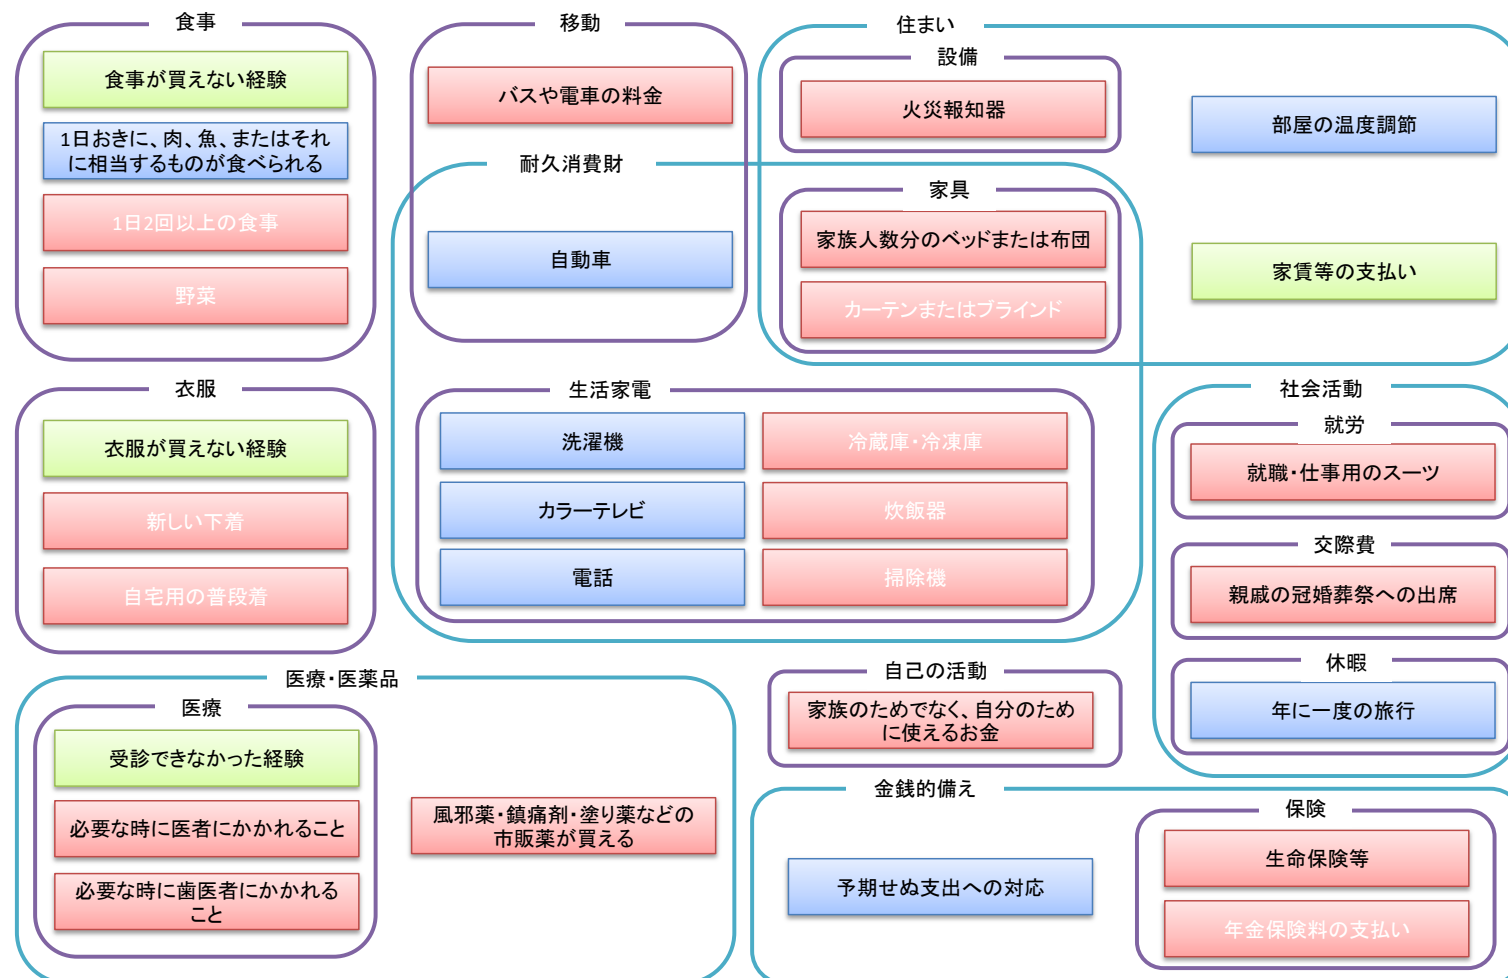 食事
食事が買えない経験
1日おきに、肉、魚、またはそれ
に相当するものが食べられる
1日2回以上の食事
野菜
移動
バスや電車の料金
耐久消費財
自動車
住まい
設備
火災報知器
部屋の温度調節
家具
家族人数分のベッドまたは布団
カーテンまたはブラインド
家賃等の支払い
衣服
衣服が買えない経験
新しい下着
自宅用の普段着
生活家電
洗濯機
冷蔵庫・冷凍庫
カラーテレビ
炊飯器
電話
掃除機
社会活動
就労
就職・仕事用のスーツ
交際費
親戚の冠婚葬祭への出席
休暇
年に一度の旅行
医療・医薬品
医療
受診できなかった経験
必要な時に医者にかかれること
必要な時に歯医者にかかれる
こと
風邪薬・鎮痛剤・塗り薬などの
市販薬が買える
自己の活動
家族のためでなく、自分のため
に使えるお金
金銭的備え
予期せぬ支出への対応
保険
生命保険等
年金保険料の支払い